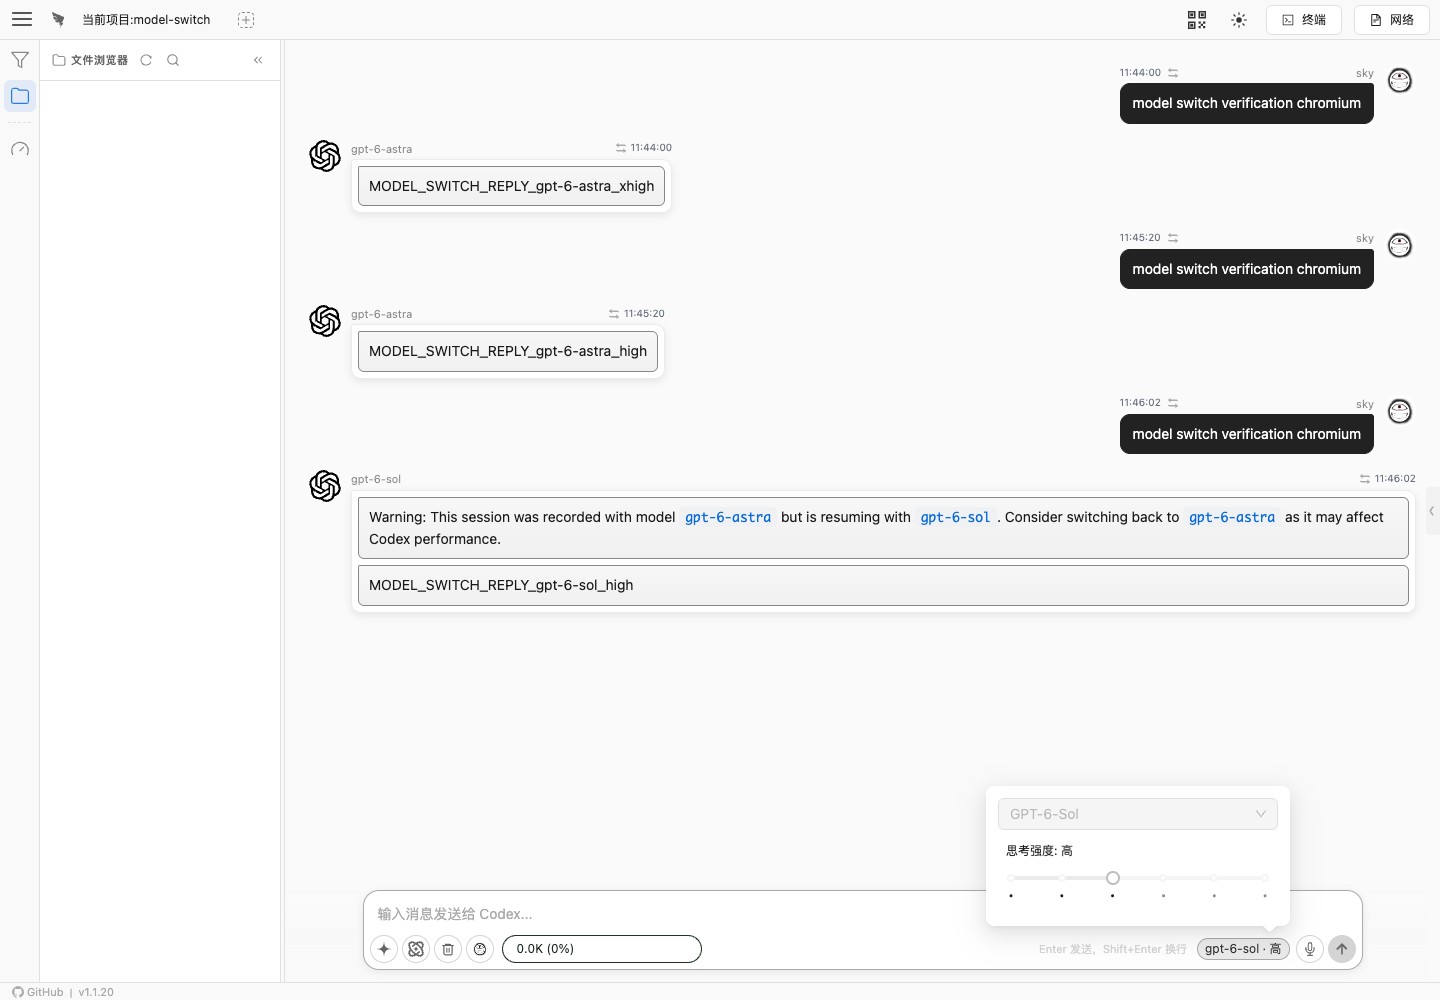 当前项目:model-switch
终端
网络
文件浏览器
11:44:00
sky
model switch verification chromium
gpt-6-astra
11:44:00
MODEL_SWITCH_REPLY_gpt-6-astra_xhigh
11:45:20
sky
model switch verification chromium
gpt-6-astra
11:45:20
MODEL_SWITCH_REPLY_gpt-6-astra_high
11:46:02
sky
model switch verification chromium
gpt-6-sol
11:46:02
Warning: This session was recorded with model gpt-6-astra but is resuming with gpt-6-sol. Consider switching back to gpt-6-astra as it may affect
Codex performance.
MODEL_SWITCH_REPLY_gpt-6-sol_high
GPT-6-Sol
思考强度: 高
输入消息发送给 Codex...
0.0K (0%)
Enter 发送，Shift+Enter 换行
gpt-6-sol · 高
GitHub | v1.1.20